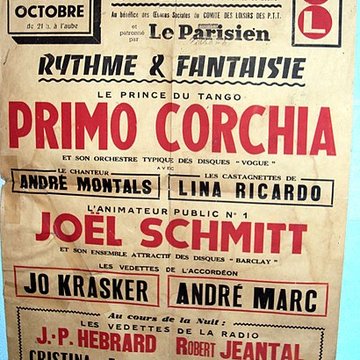 OCTOBRE
de 21 h. à l'aube
Au bénéfice des Œuvres Sociales du COMITÉ DES LOISIRS DES P.T.T.
et patronné par Le Parisien
L
RYTHME & FANTAISIE
LE PRINCE DU TANGO
PRIMO CORCHIA
ET SON ORCHESTRE TYPIQUE DES DISQUES "VOGUE"
AVEC
LE CHANTEUR LES CASTAGNETTES DE
ANDRÉ MONTALS LINA RICARDO
L'ANIMATEUR PUBLIC N° 1
JOËL SCHMITT
ET SON ENSEMBLE ATTRACTIF DES DISQUES "BARCLAY"
LES VEDETTES DE L'ACCORDÉON
JO KRASKER ANDRÉ MARC
Au cours de la Nuit :
LES VEDETTES DE LA RADIO
J.-P. HEBRARD ROBERT JEANTAL
CRISTINA